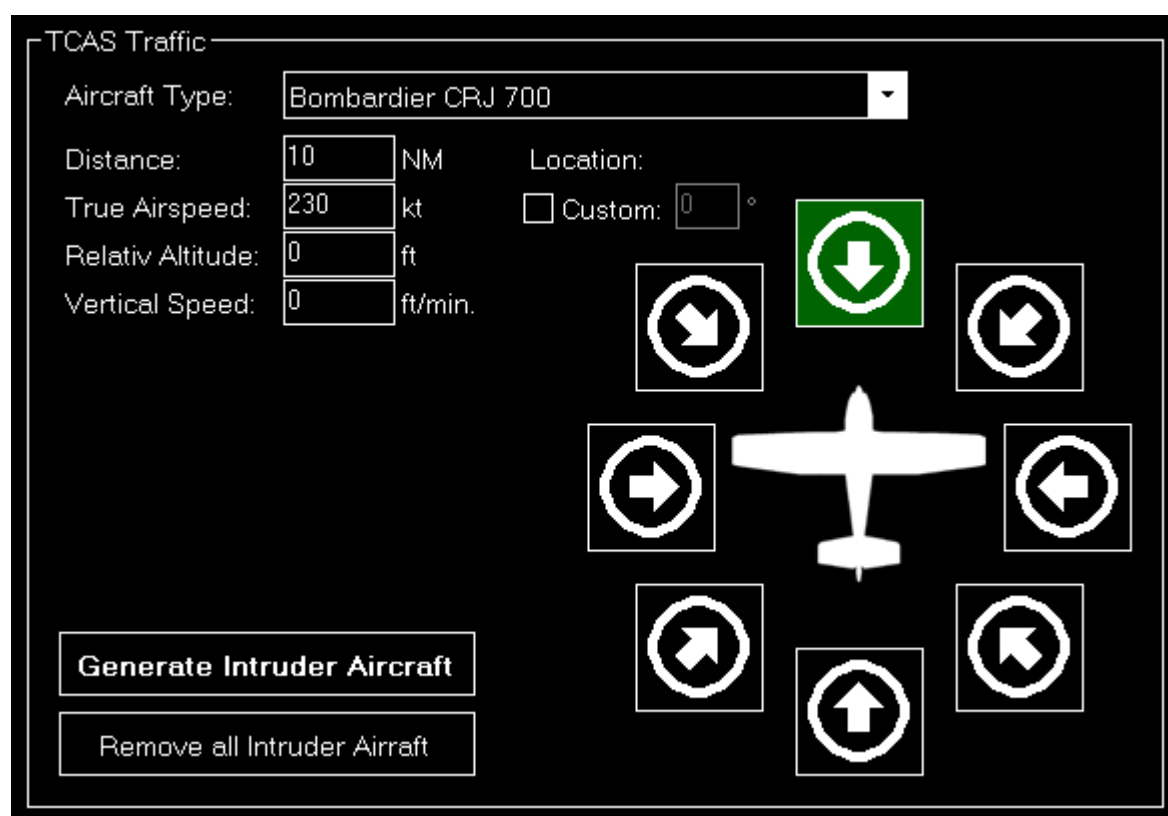 TCAS Traffic
Aircraft Type: Bombardier CRJ 700
Distance: 10 NM Location:
True Airspeed: 230 kt Custom: 0 °
Relativ Altitude: 0 ft
Vertical Speed: 0 ft/min.
Generate Intruder Aircraft
Remove all Intruder Airraft